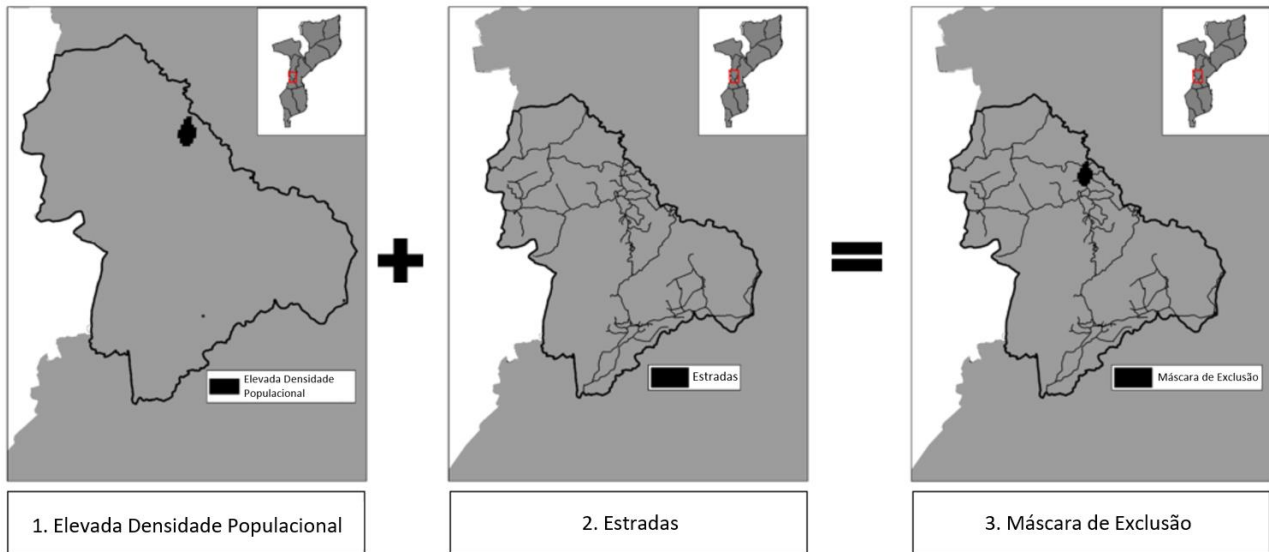 Elevada Densidade
Populacional
Estradas
Máscara de Exclusão
1. Elevada Densidade Populacional
2. Estradas
3. Máscara de Exclusão